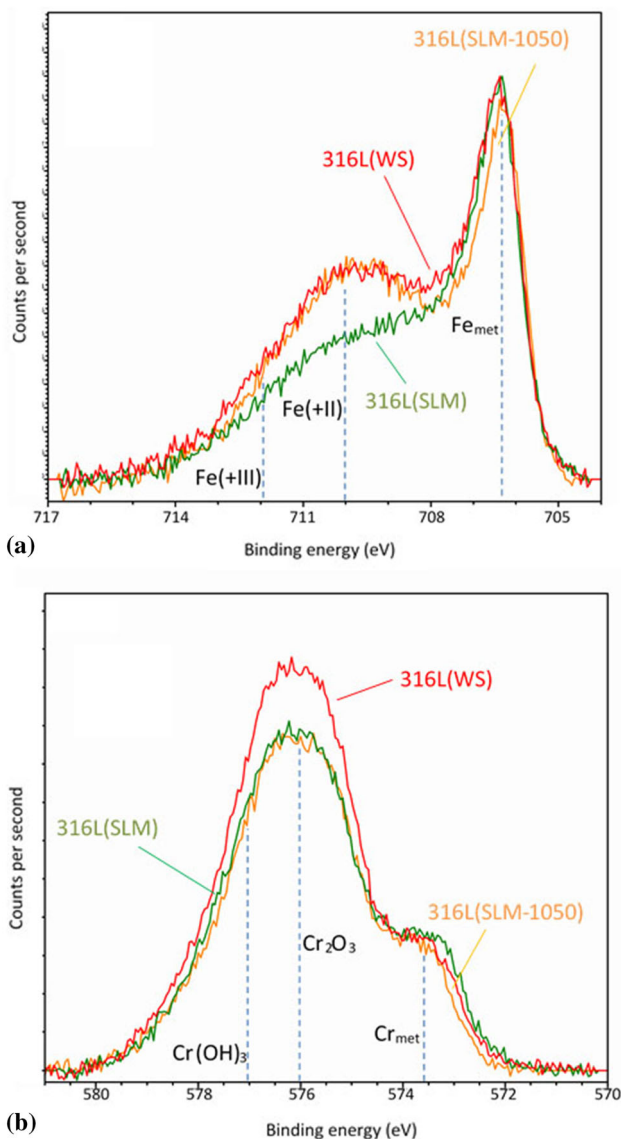 316L(SLM-1050)
316L(WS)
Counts per second
Fe_met
316L(SLM)
Fe(+II)
Fe(+III)
717 714 711 708 705
(a)
Binding energy (eV)
316L(WS)
316L(SLM)
Counts per second
316L(SLM-1050)
Cr₂O₃
Cr_met
Cr(OH)₃
580 578 576 574 572 570
(b)
Binding energy (eV)